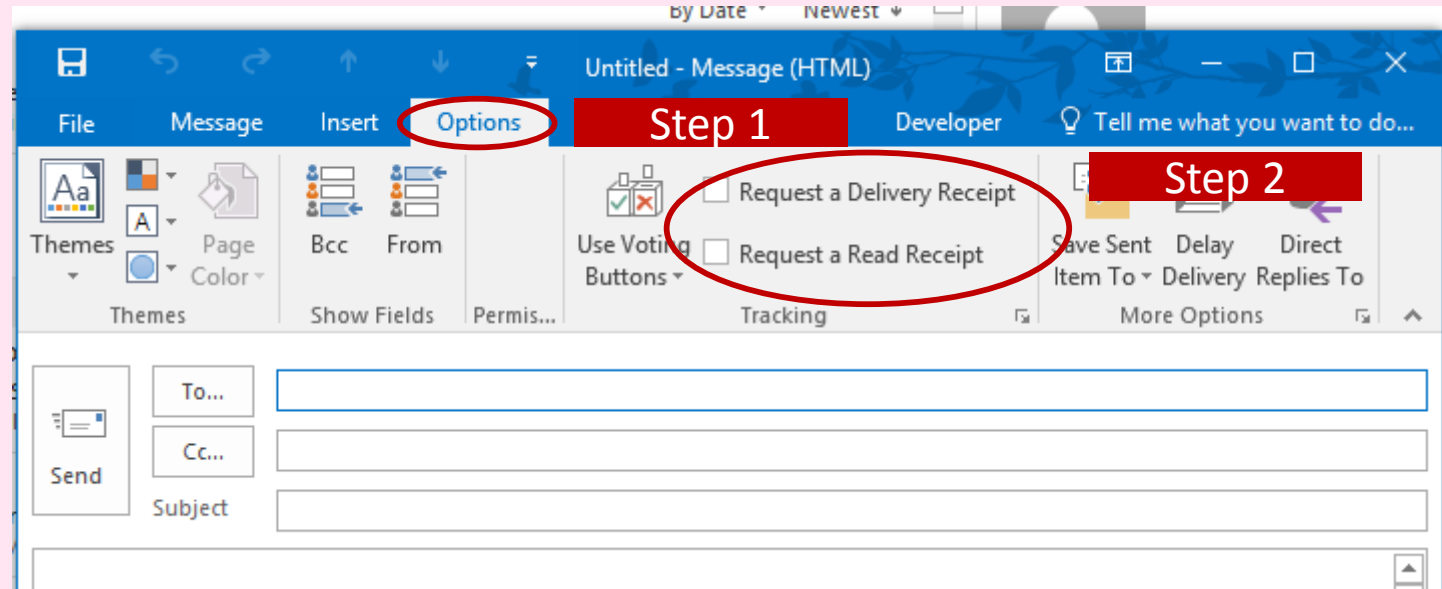 By Date Newest
Untitled - Message (HTML)
File Message Insert Options Step 1 Developer Tell me what you want to do...
Step 2
Aa
A
Request a Delivery Receipt
Request a Read Receipt
Themes
Page Color
Bcc
From
Use Voting Buttons
Save Sent Item To
Delay Delivery
Direct Replies To
Themes Show Fields Permis... Tracking More Options
To...
Cc...
Send
Subject